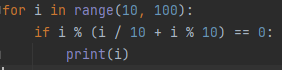 for i in range(10, 100):
    if i % (i / 10 + i % 10) == 0:
        print(i)